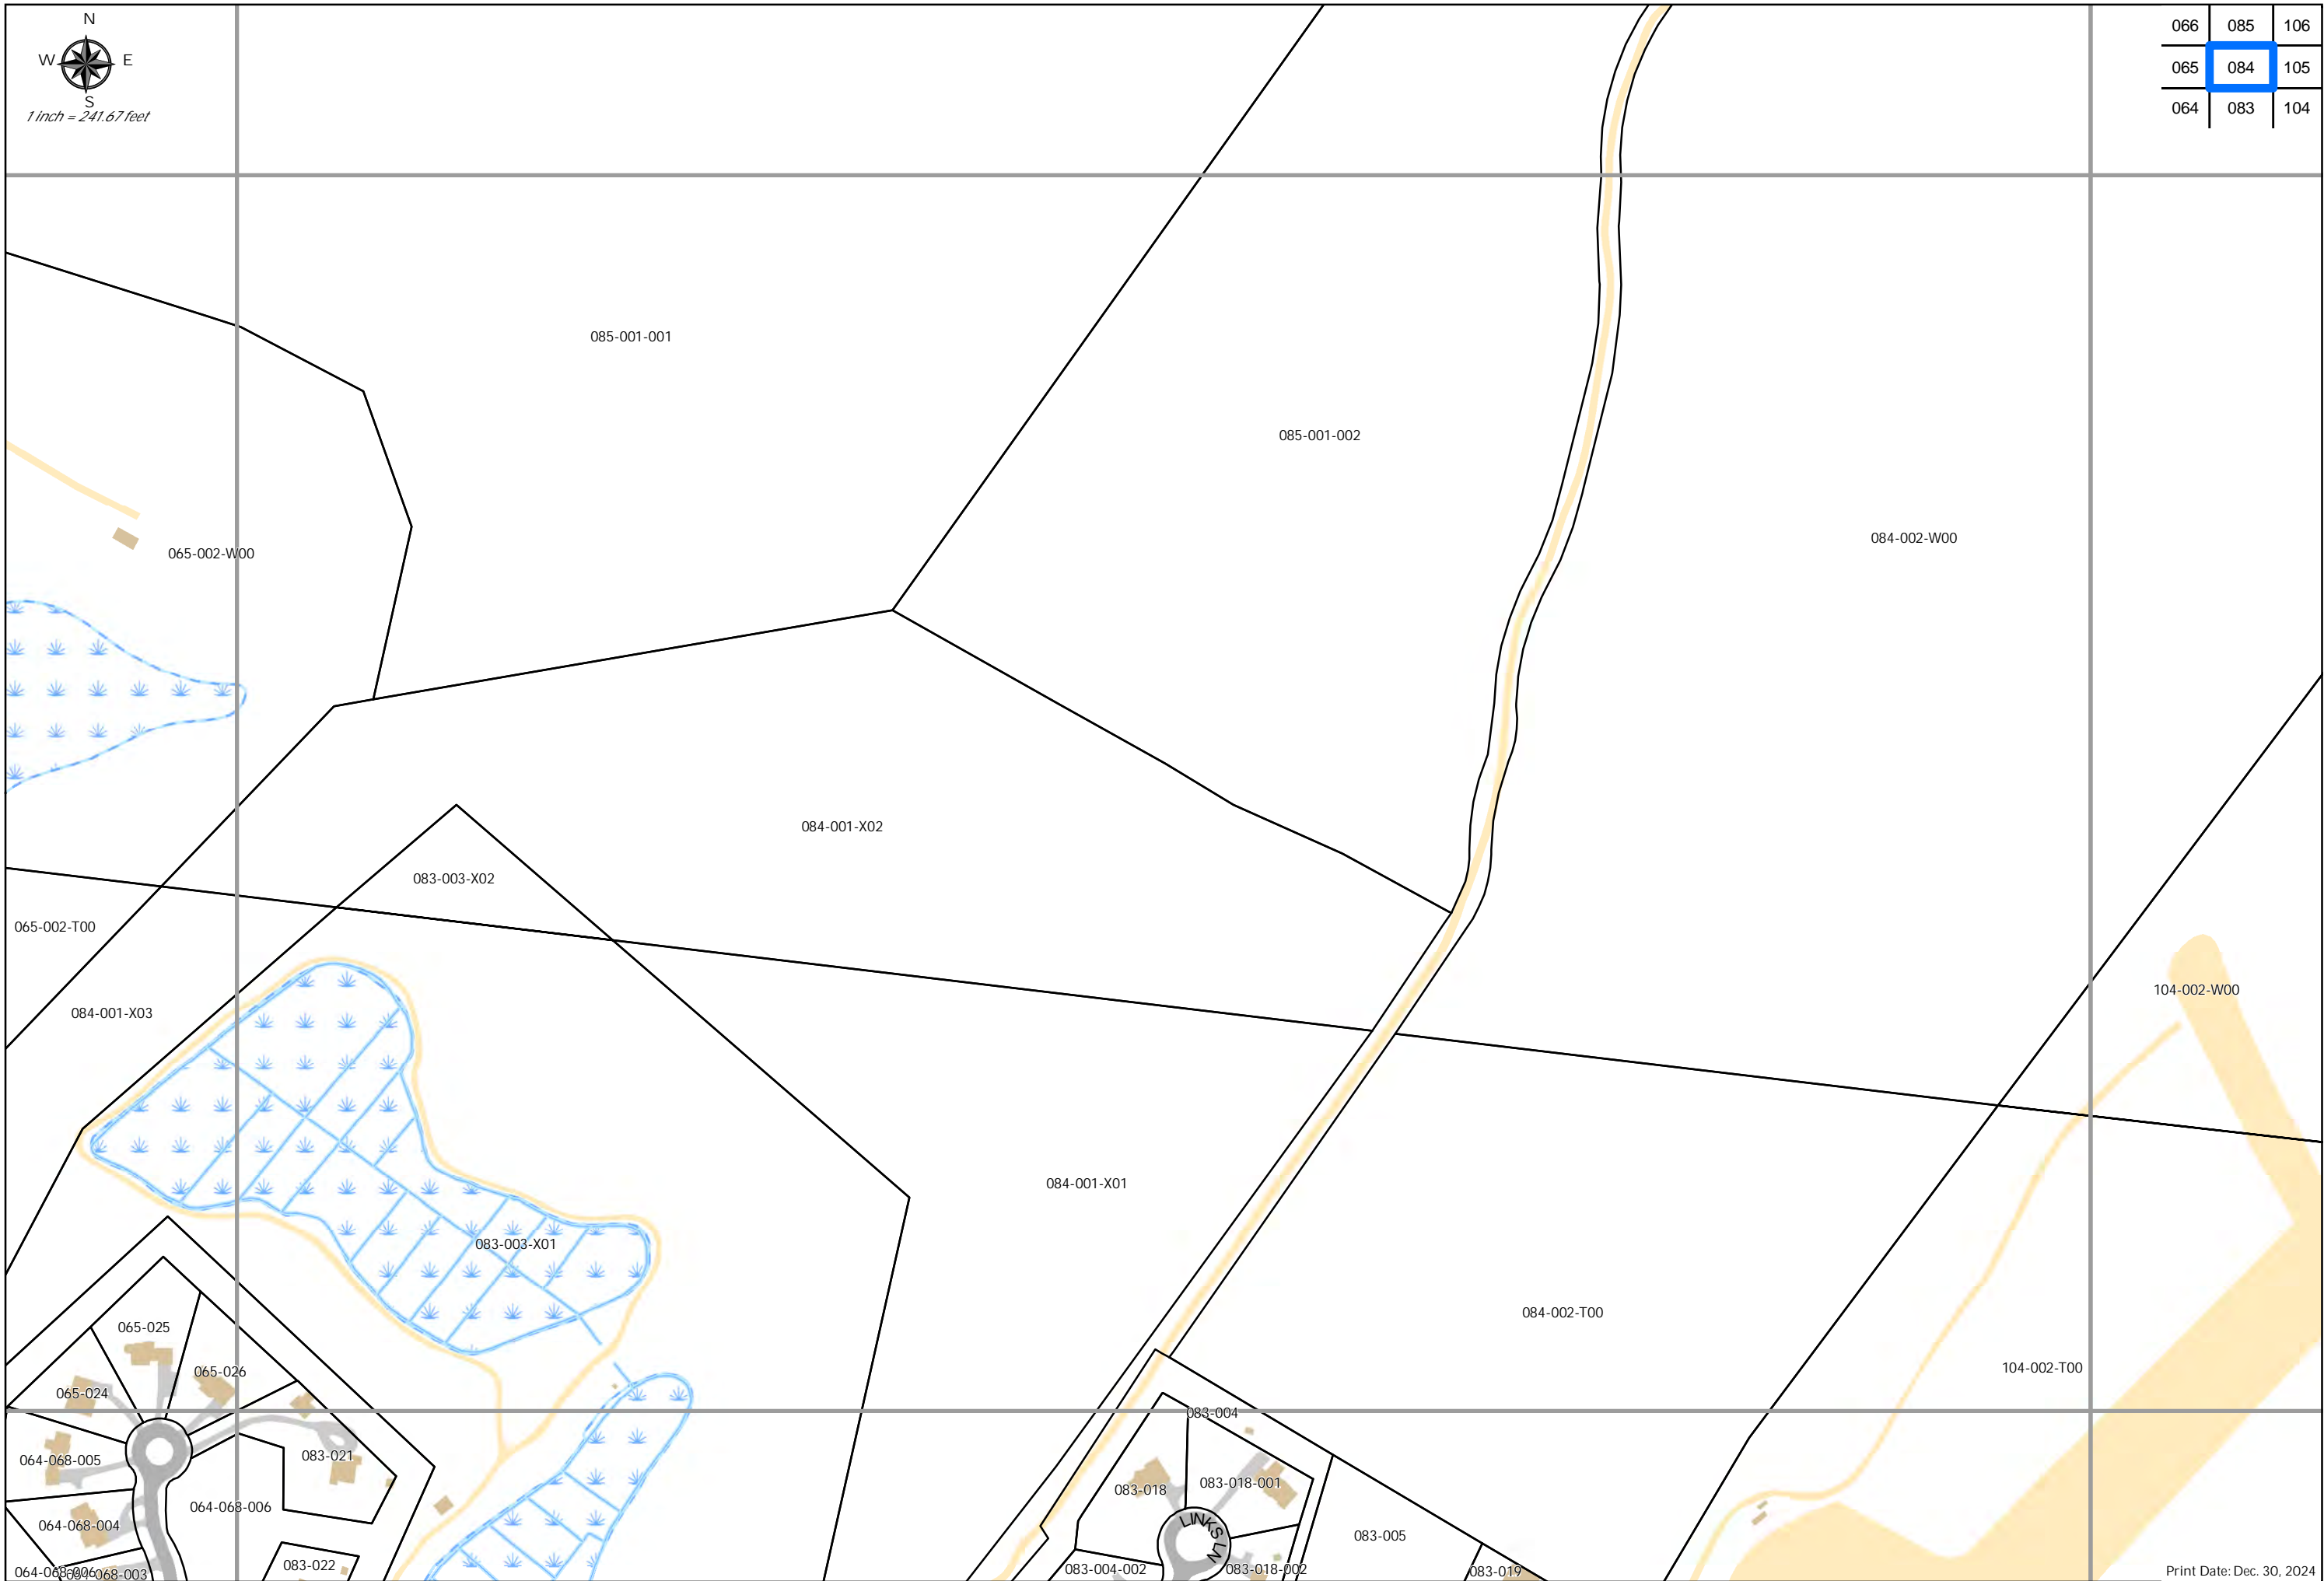 N
W E
S
1 inch = 241.67 feet
066 085 106
065 084 105
064 083 104
085-001-001
085-001-002
084-002-W00
065-002-W00
084-001-X02
083-003-X02
065-002-T00
104-002-W00
084-001-X03
084-001-X01
083-003-X01
084-002-T00
065-025
104-002-T00
065-026
065-024
083-004
083-021
064-068-005
083-018-001
083-018
064-068-006
LINKS LN
064-068-004
083-005
083-022
083-004-002
083-018-002
064-068-006
064-068-003
083-019
Print Date: Dec. 30, 2024